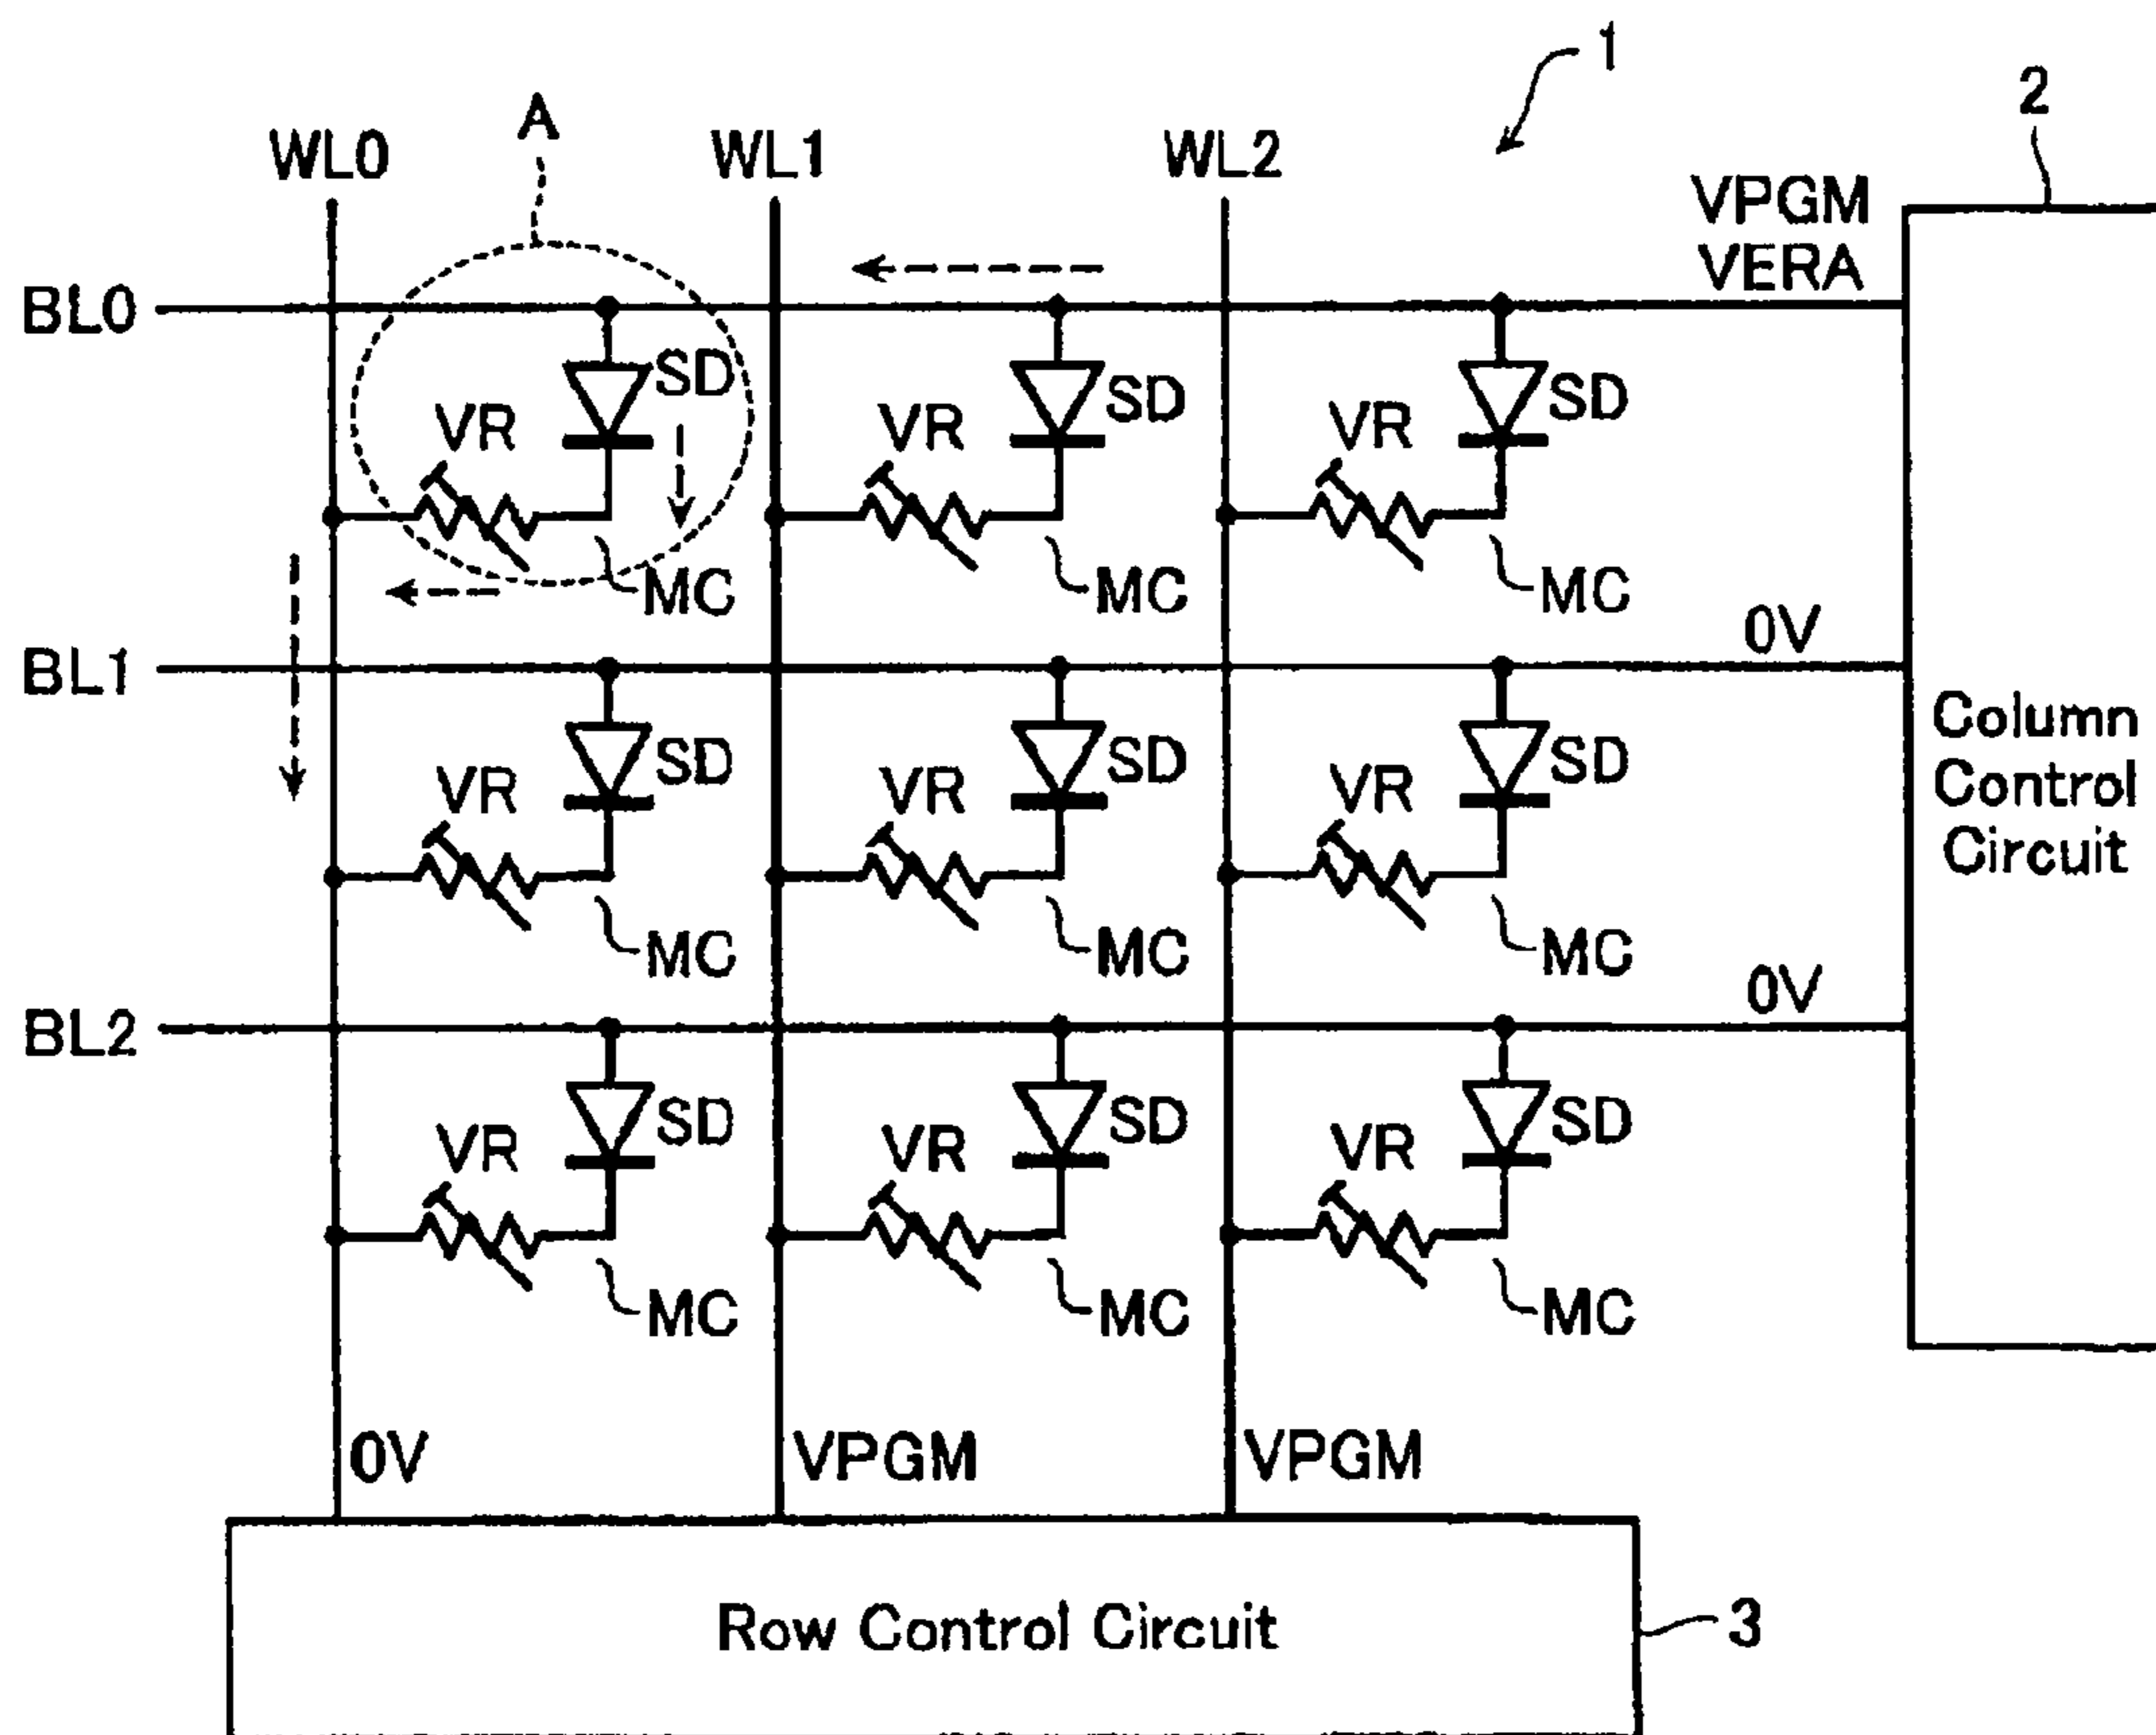 1
2
A
WL0 WL1 WL2
VPGM
VERA
BL0
SD SD SD
VR VR VR
MC MC MC
0V
BL1
Column
Control
Circuit
SD SD SD
VR VR VR
MC MC MC
0V
BL2
SD SD SD
VR VR VR
MC MC MC
0V VPGM VPGM
Row Control Circuit
3